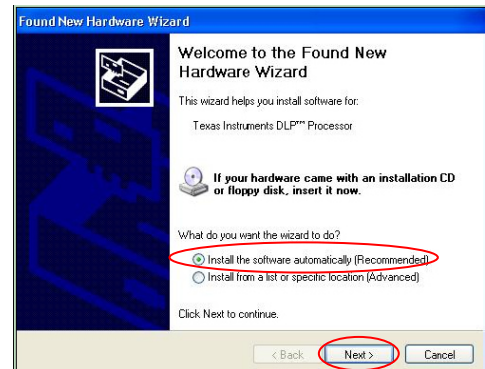 Found New Hardware Wizard
Welcome to the Found New
Hardware Wizard
This wizard helps you install software for:
Texas Instruments DLP™ Processor
If your hardware came with an installation CD
or floppy disk, insert it now.
What do you want the wizard to do?
Install the software automatically (Recommended)
Install from a list or specific location (Advanced)
Click Next to continue.
< Back Next > Cancel